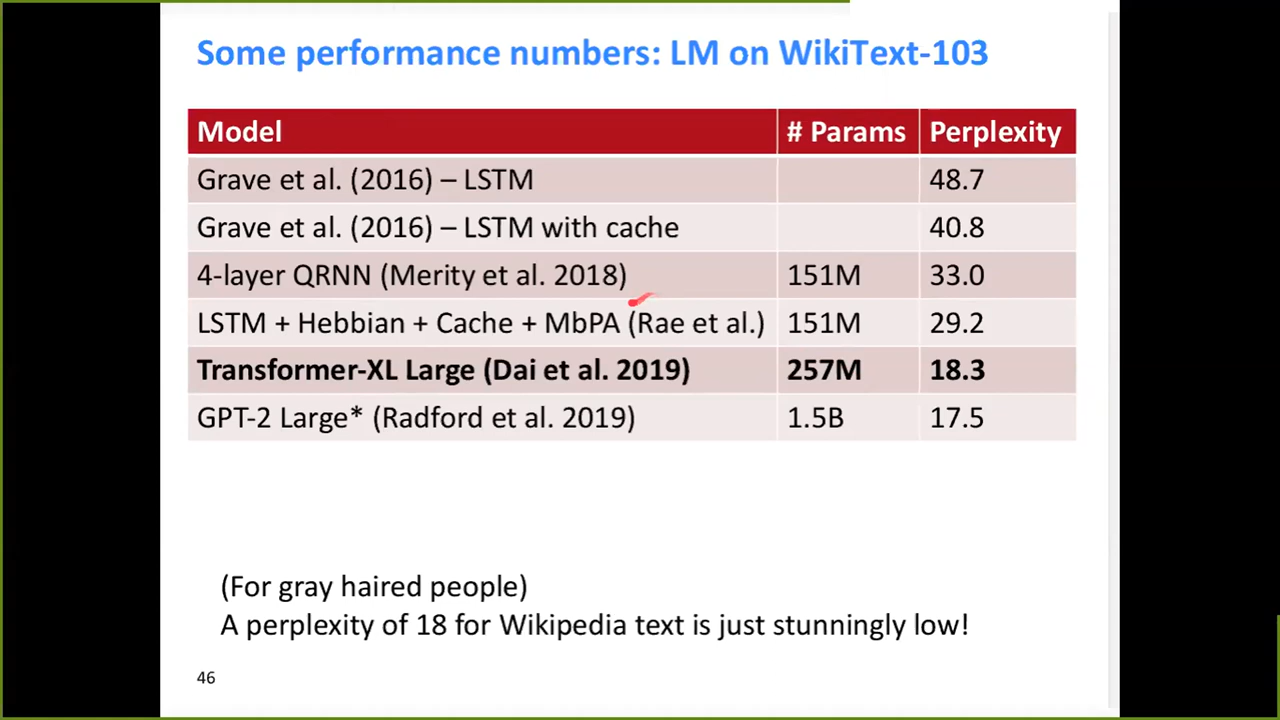 Some performance numbers: LM on WikiText-103
Model # Params Perplexity
Grave et al. (2016) – LSTM 48.7
Grave et al. (2016) – LSTM with cache 40.8
4-layer QRNN (Merity et al. 2018) 151M 33.0
LSTM + Hebbian + Cache + MbPA (Rae et al.) 151M 29.2
Transformer-XL Large (Dai et al. 2019) 257M 18.3
GPT-2 Large* (Radford et al. 2019) 1.5B 17.5
(For gray haired people)
A perplexity of 18 for Wikipedia text is just stunningly low!
46